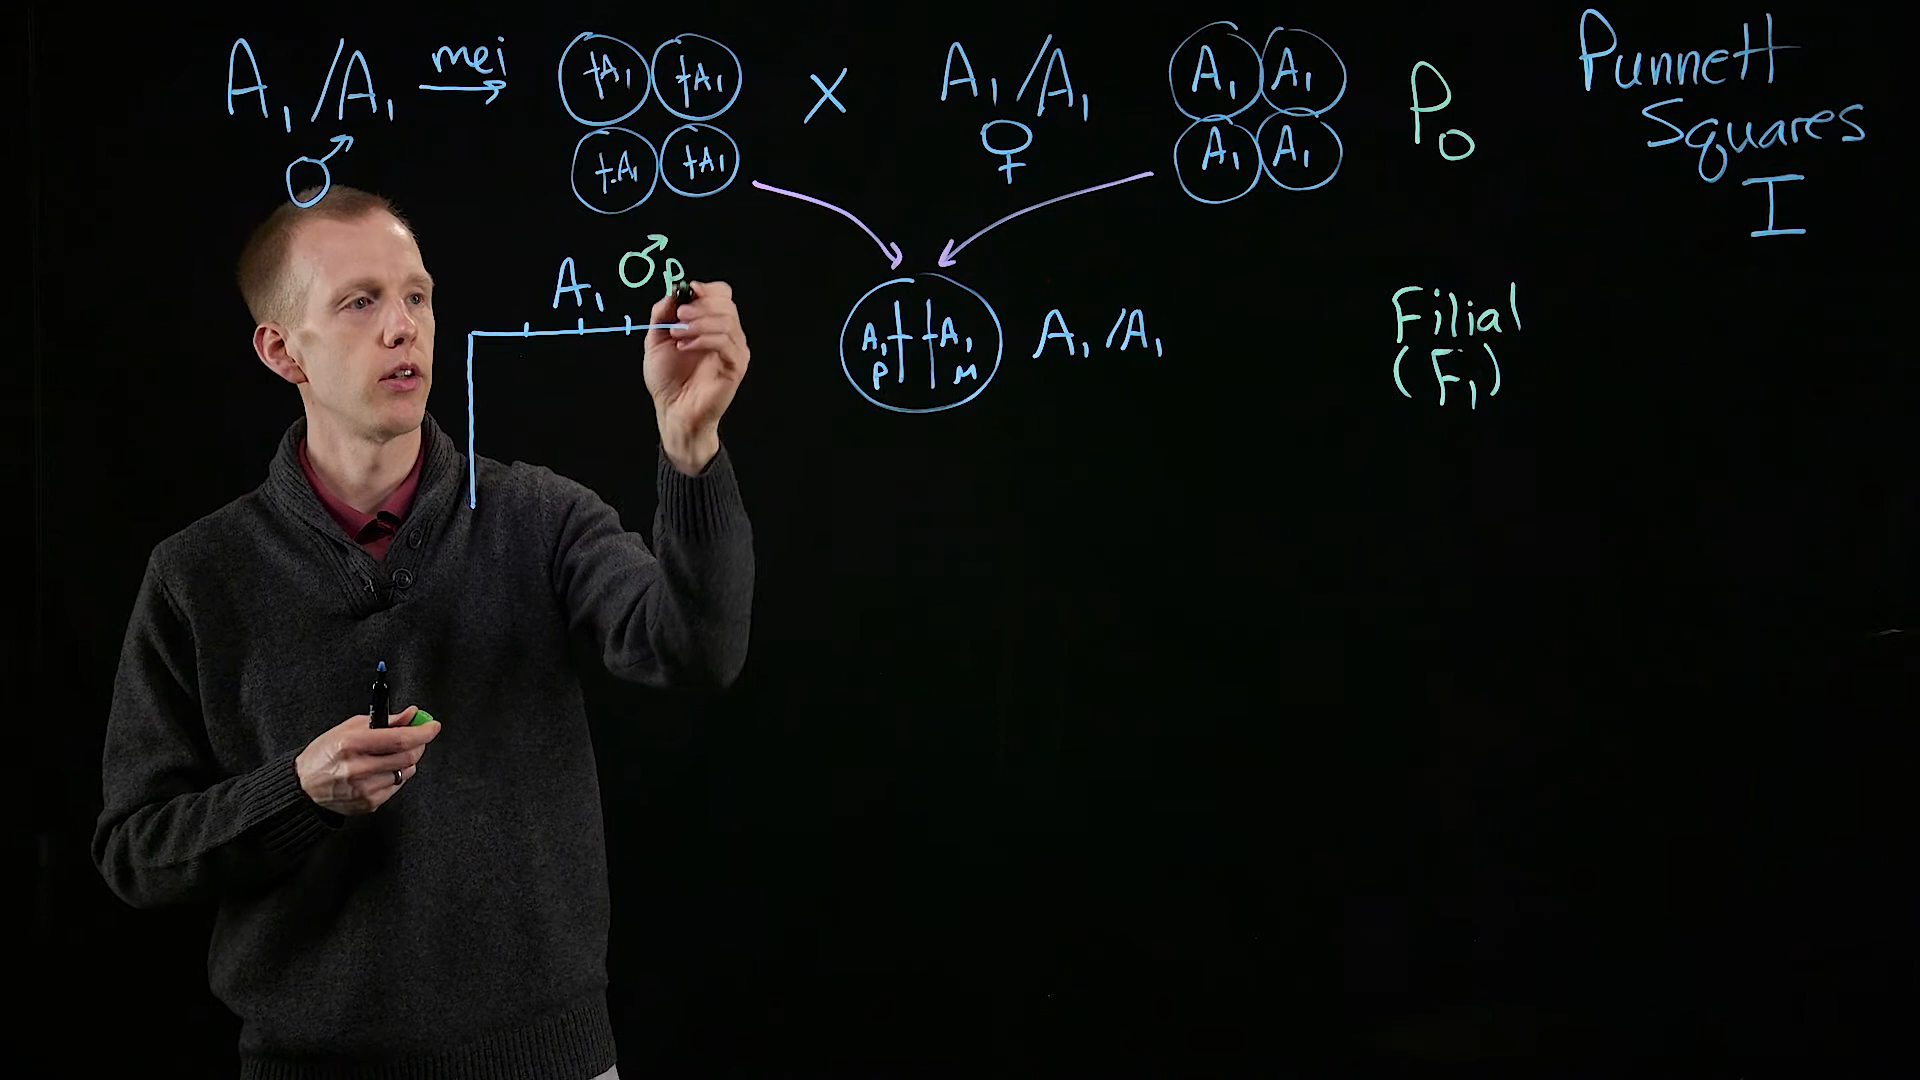 A₁/A₁ mei +A₁ +A₁ X A₁/A₁ A₁ A₁ P₀ Punnett
♂ +A₁ +A₁ ♀ A₁ A₁ Squares
I
A₁ ♂ P
A₁ A₁ A₁/A₁ Filial
P M (F₁)